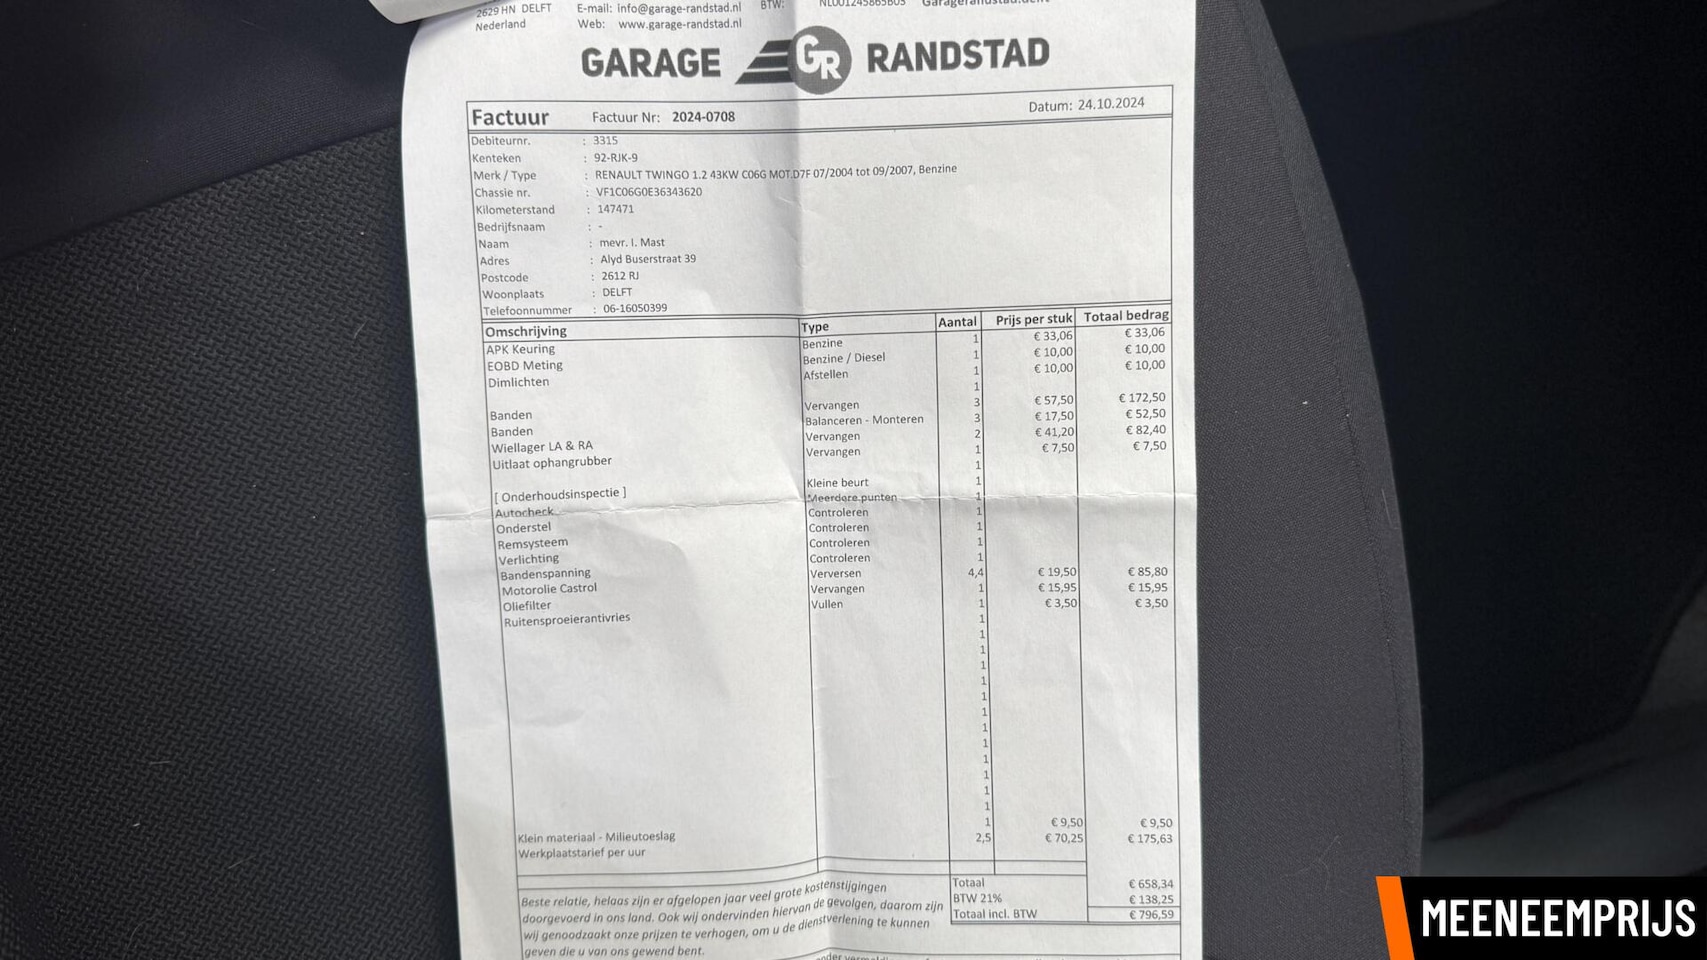 2629 HN DELFT E-mail: info@garage-randstad.nl BTW: NL001245865B03
Nederland Web: www.garage-randstad.nl
GARAGE GR RANDSTAD
Factuur Factuur Nr: 2024-0708 Datum: 24.10.2024
Debiteurnr. : 3315
Kenteken : 92-RJK-9
Merk / Type : RENAULT TWINGO 1.2 43KW C06G MOT.D7F 07/2004 tot 09/2007, Benzine
Chassie nr. : VF1C06G0E36343620
Kilometerstand : 147471
Bedrijfsnaam : -
Naam : mevr. I. Mast
Adres : Alyd Buserstraat 39
Postcode : 2612 RJ
Woonplaats : DELFT
Telefoonnummer : 06-16050399
Omschrijving Type Aantal Prijs per stuk Totaal bedrag
APK Keuring Benzine 1 € 33,06 € 33,06
EOBD Meting Benzine / Diesel 1 € 10,00 € 10,00
Dimlichten Afstellen 1 € 10,00 € 10,00
1
Banden Vervangen 3 € 57,50 € 172,50
Banden Balanceren - Monteren 3 € 17,50 € 52,50
Wiellager LA & RA Vervangen 2 € 41,20 € 82,40
Uitlaat ophangrubber Vervangen 1 € 7,50 € 7,50
1
[ Onderhoudsinspectie ] Kleine beurt 1
Autocheck Meerdere punten 1
Onderstel Controleren 1
Remsysteem Controleren 1
Verlichting Controleren 1
Bandenspanning Controleren 1
Motorolie Castrol Verversen 4,4 € 19,50 € 85,80
Oliefilter Vervangen 1 € 15,95 € 15,95
Ruitensproeierantivries Vullen 1 € 3,50 € 3,50
1
1
1
1
1
1
1
1
1
1
1
1
1
Klein materiaal - Milieutoeslag 1 € 9,50 € 9,50
Werkplaatstarief per uur 2,5 € 70,25 € 175,63
Totaal € 658,34
BTW 21% € 138,25
Totaal incl. BTW € 796,59
Beste relatie, helaas zijn er afgelopen jaar veel grote kostenstijgingen
doorgevoerd in ons land. Ook wij ondervinden hiervan de gevolgen, daarom zijn
wij genoodzaakt onze prijzen te verhogen, om u de dienstverlening te kunnen
geven die u van ons gewend bent.
MEENEEMPRIJS